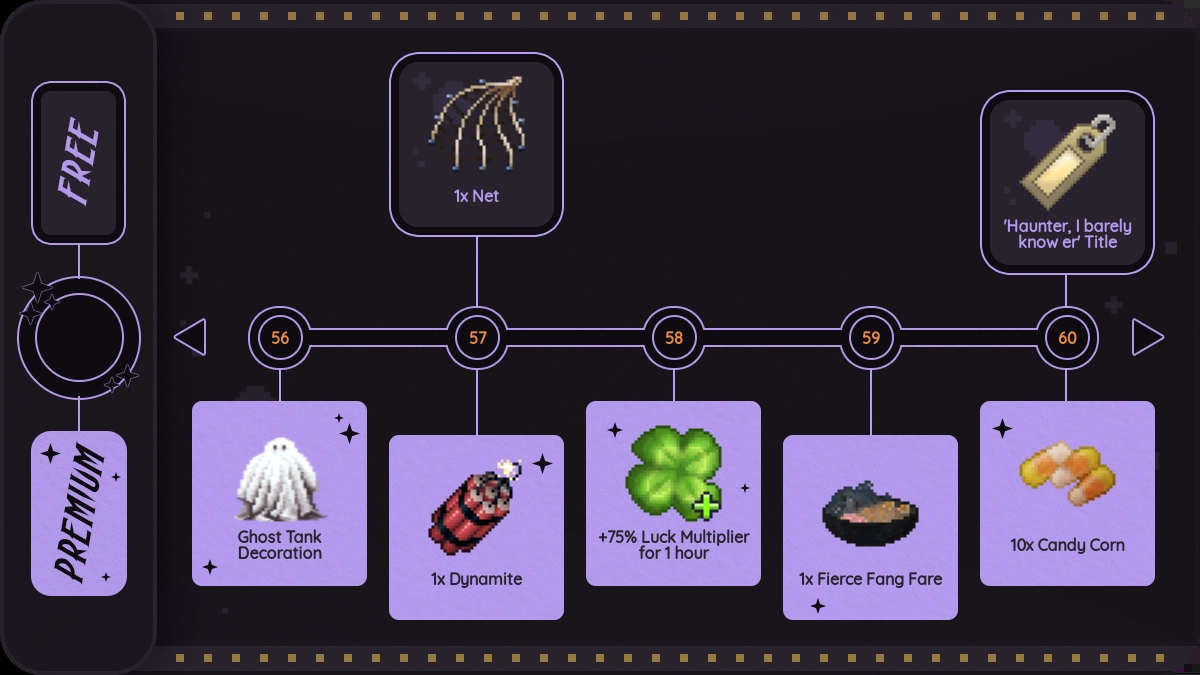 FREE
1x Net
'Haunter, I barely
know er' Title
56
57
58
59
60
PREMIUM
Ghost Tank
Decoration
1x Dynamite
+75% Luck Multiplier
for 1 hour
1x Fierce Fang Fare
10x Candy Corn